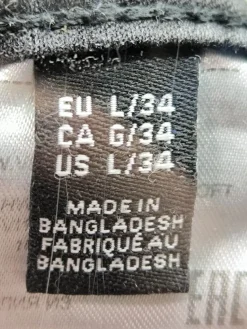 EU L/34
CA G/34
US L/34
MADE IN
BANGLADESH
FABRIQUÉ AU
BANGLADESH